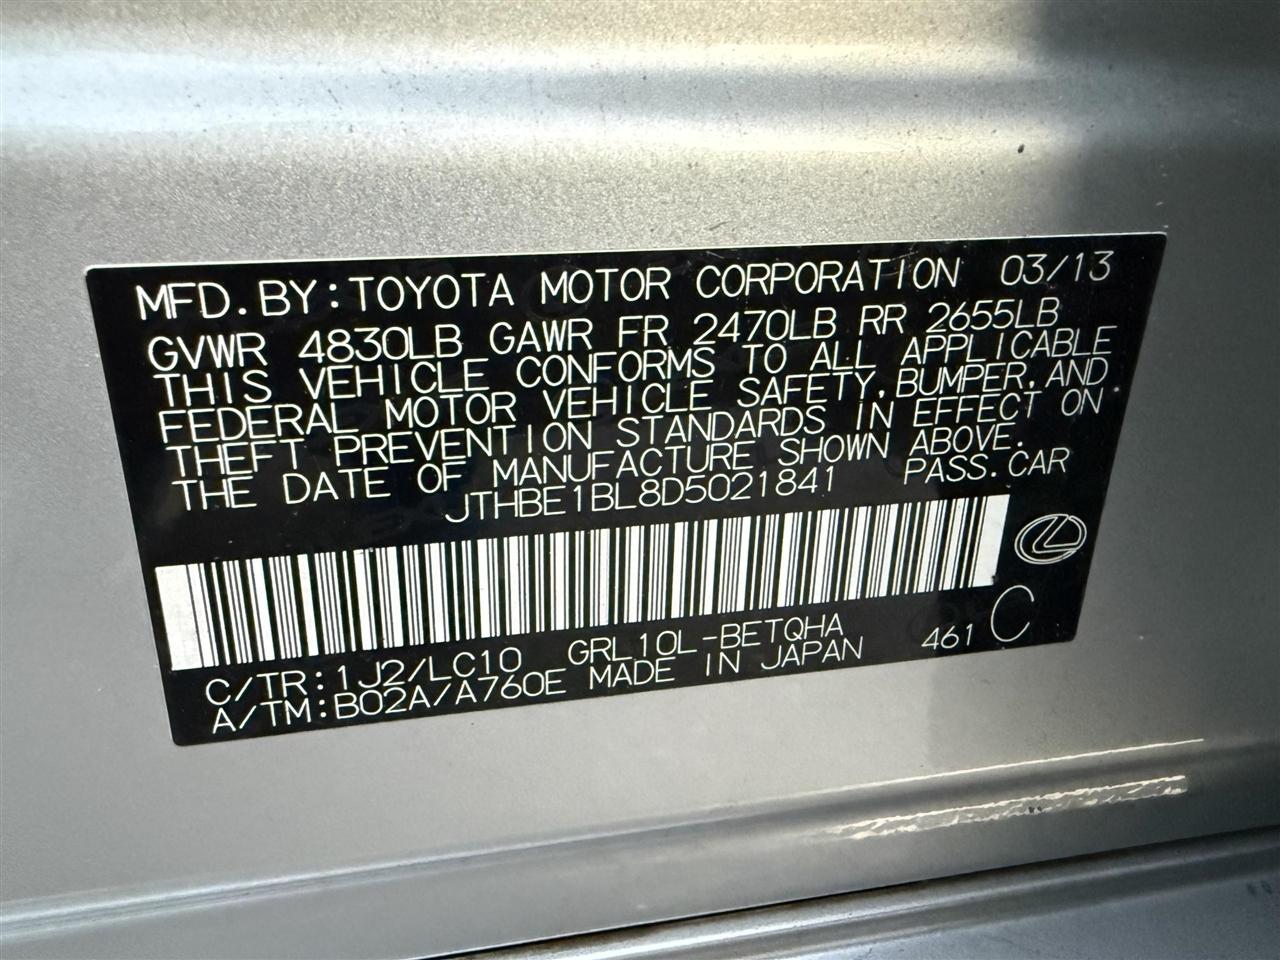 MFD. BY: TOYOTA MOTOR CORPORATION 03/13
GVWR 4830LB GAWR FR 2470LB RR 2655LB
THIS VEHICLE CONFORMS TO ALL APPLICABLE
FEDERAL MOTOR VEHICLE SAFETY, BUMPER, AND
THEFT PREVENTION STANDARDS IN EFFECT ON
THE DATE OF MANUFACTURE SHOWN ABOVE.
JTHBE1BL8D5021841 PASS. CAR
C/TR: 1J2/LC10 GRL10L-BETQHA 461 C
A/TM: B02A/A760E MADE IN JAPAN